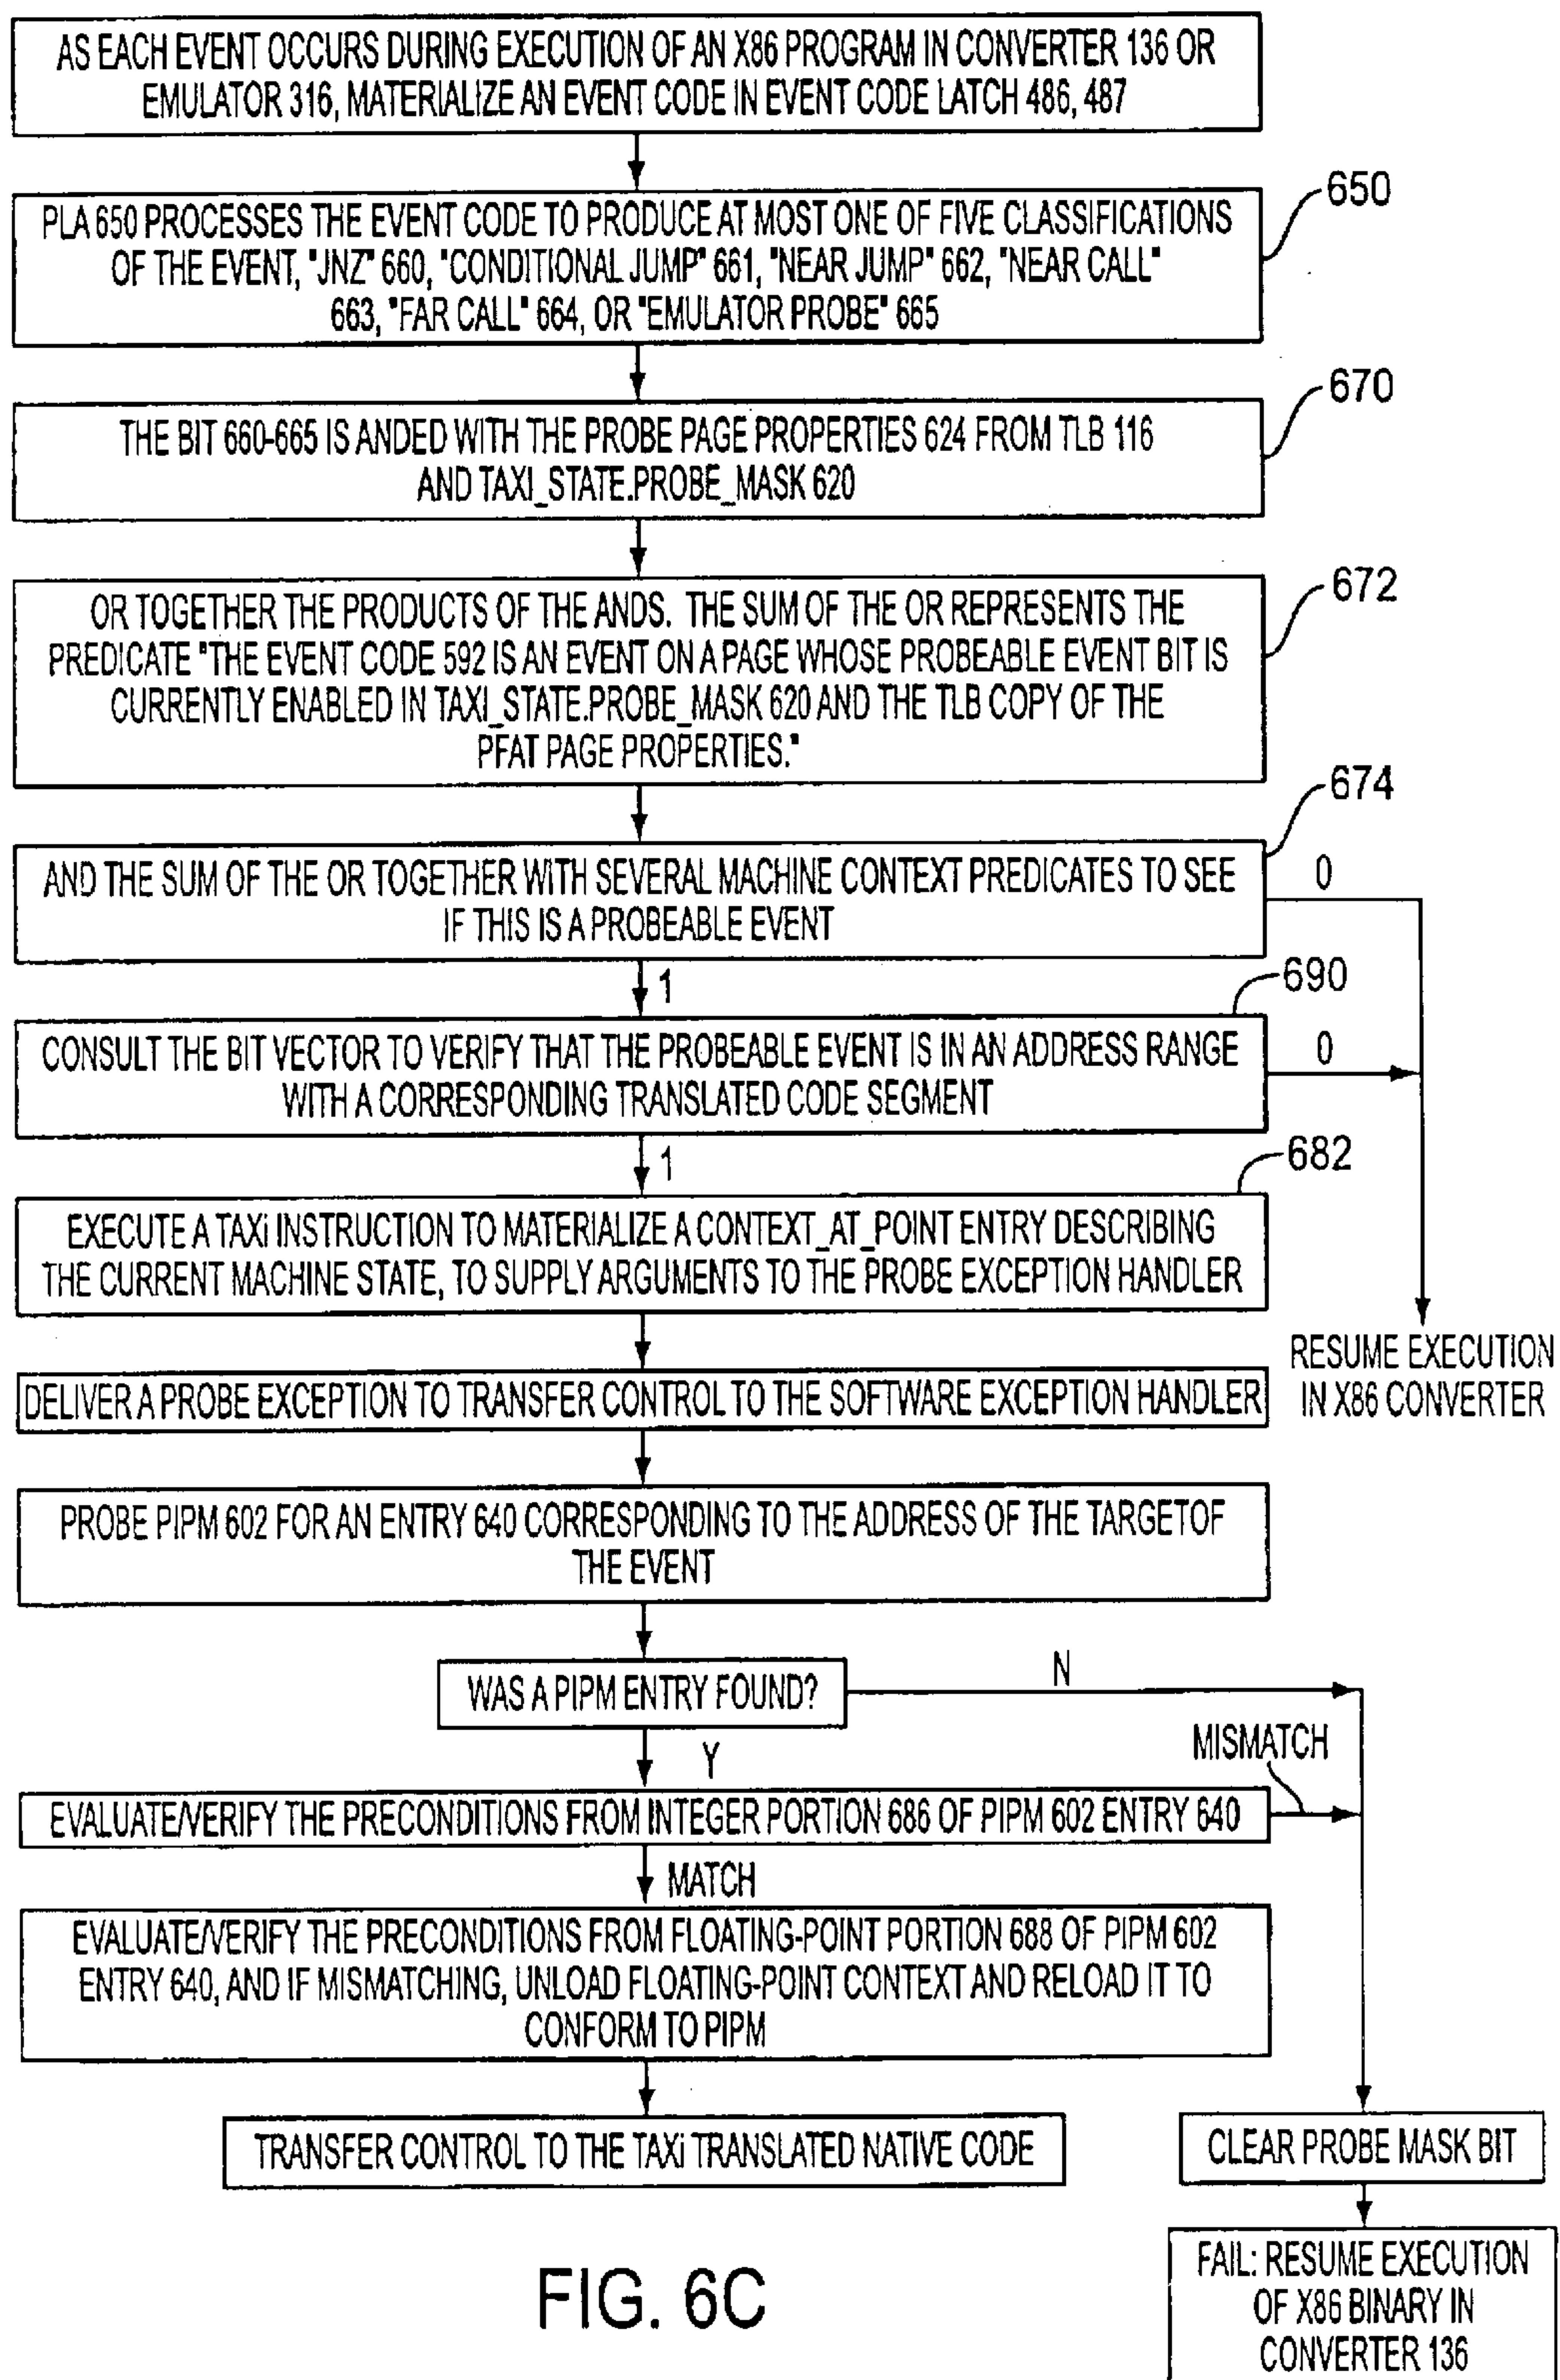 AS EACH EVENT OCCURS DURING EXECUTION OF AN X86 PROGRAM IN CONVERTER 136 OR
EMULATOR 316, MATERIALIZE AN EVENT CODE IN EVENT CODE LATCH 486, 487
650
PLA 650 PROCESSES THE EVENT CODE TO PRODUCE AT MOST ONE OF FIVE CLASSIFICATIONS
OF THE EVENT, "JNZ" 660, "CONDITIONAL JUMP" 661, "NEAR JUMP" 662, "NEAR CALL"
663, "FAR CALL" 664, OR "EMULATOR PROBE" 665
670
THE BIT 660-665 IS ANDED WITH THE PROBE PAGE PROPERTIES 624 FROM TLB 116
AND TAXI_STATE.PROBE_MASK 620
672
OR TOGETHER THE PRODUCTS OF THE ANDS. THE SUM OF THE OR REPRESENTS THE
PREDICATE "THE EVENT CODE 592 IS AN EVENT ON A PAGE WHOSE PROBEABLE EVENT BIT IS
CURRENTLY ENABLED IN TAXI_STATE.PROBE_MASK 620 AND THE TLB COPY OF THE
PFAT PAGE PROPERTIES."
674
AND THE SUM OF THE OR TOGETHER WITH SEVERAL MACHINE CONTEXT PREDICATES TO SEE
IF THIS IS A PROBEABLE EVENT
0
1
690
CONSULT THE BIT VECTOR TO VERIFY THAT THE PROBEABLE EVENT IS IN AN ADDRESS RANGE
WITH A CORRESPONDING TRANSLATED CODE SEGMENT
0
1
682
EXECUTE A TAXi INSTRUCTION TO MATERIALIZE A CONTEXT_AT_POINT ENTRY DESCRIBING
THE CURRENT MACHINE STATE, TO SUPPLY ARGUMENTS TO THE PROBE EXCEPTION HANDLER
RESUME EXECUTION
IN X86 CONVERTER
DELIVER A PROBE EXCEPTION TO TRANSFER CONTROL TO THE SOFTWARE EXCEPTION HANDLER
PROBE PIPM 602 FOR AN ENTRY 640 CORRESPONDING TO THE ADDRESS OF THE TARGETOF
THE EVENT
WAS A PIPM ENTRY FOUND?
N
Y
MISMATCH
EVALUATE/VERIFY THE PRECONDITIONS FROM INTEGER PORTION 686 OF PIPM 602 ENTRY 640
MATCH
EVALUATE/VERIFY THE PRECONDITIONS FROM FLOATING-POINT PORTION 688 OF PIPM 602
ENTRY 640, AND IF MISMATCHING, UNLOAD FLOATING-POINT CONTEXT AND RELOAD IT TO
CONFORM TO PIPM
TRANSFER CONTROL TO THE TAXi TRANSLATED NATIVE CODE
CLEAR PROBE MASK BIT
FAIL: RESUME EXECUTION
OF X86 BINARY IN
CONVERTER 136
FIG. 6C